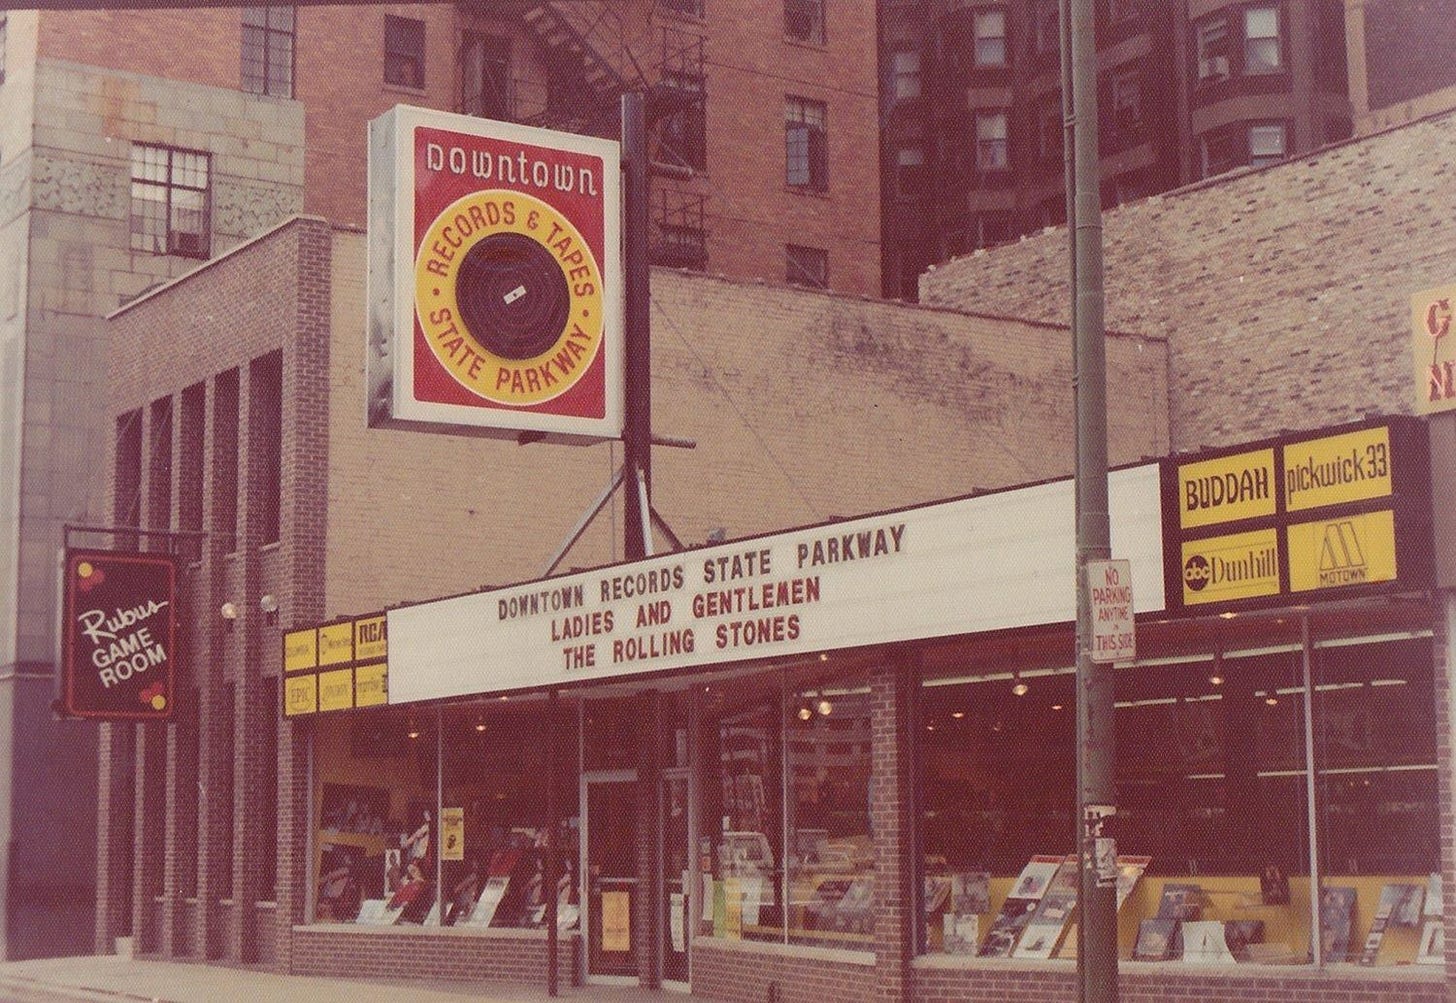 Downtown
RECORDS & TAPES
STATE PARKWAY
DOWNTOWN RECORDS STATE PARKWAY
LADIES AND GENTLEMEN
THE ROLLING STONES
BUDDAH
pickwick 33
abc Dunhill
MOTOWN
RCA
EPIC
Rubus
GAME
ROOM
NO
PARKING
ANYTIME
THIS SIDE